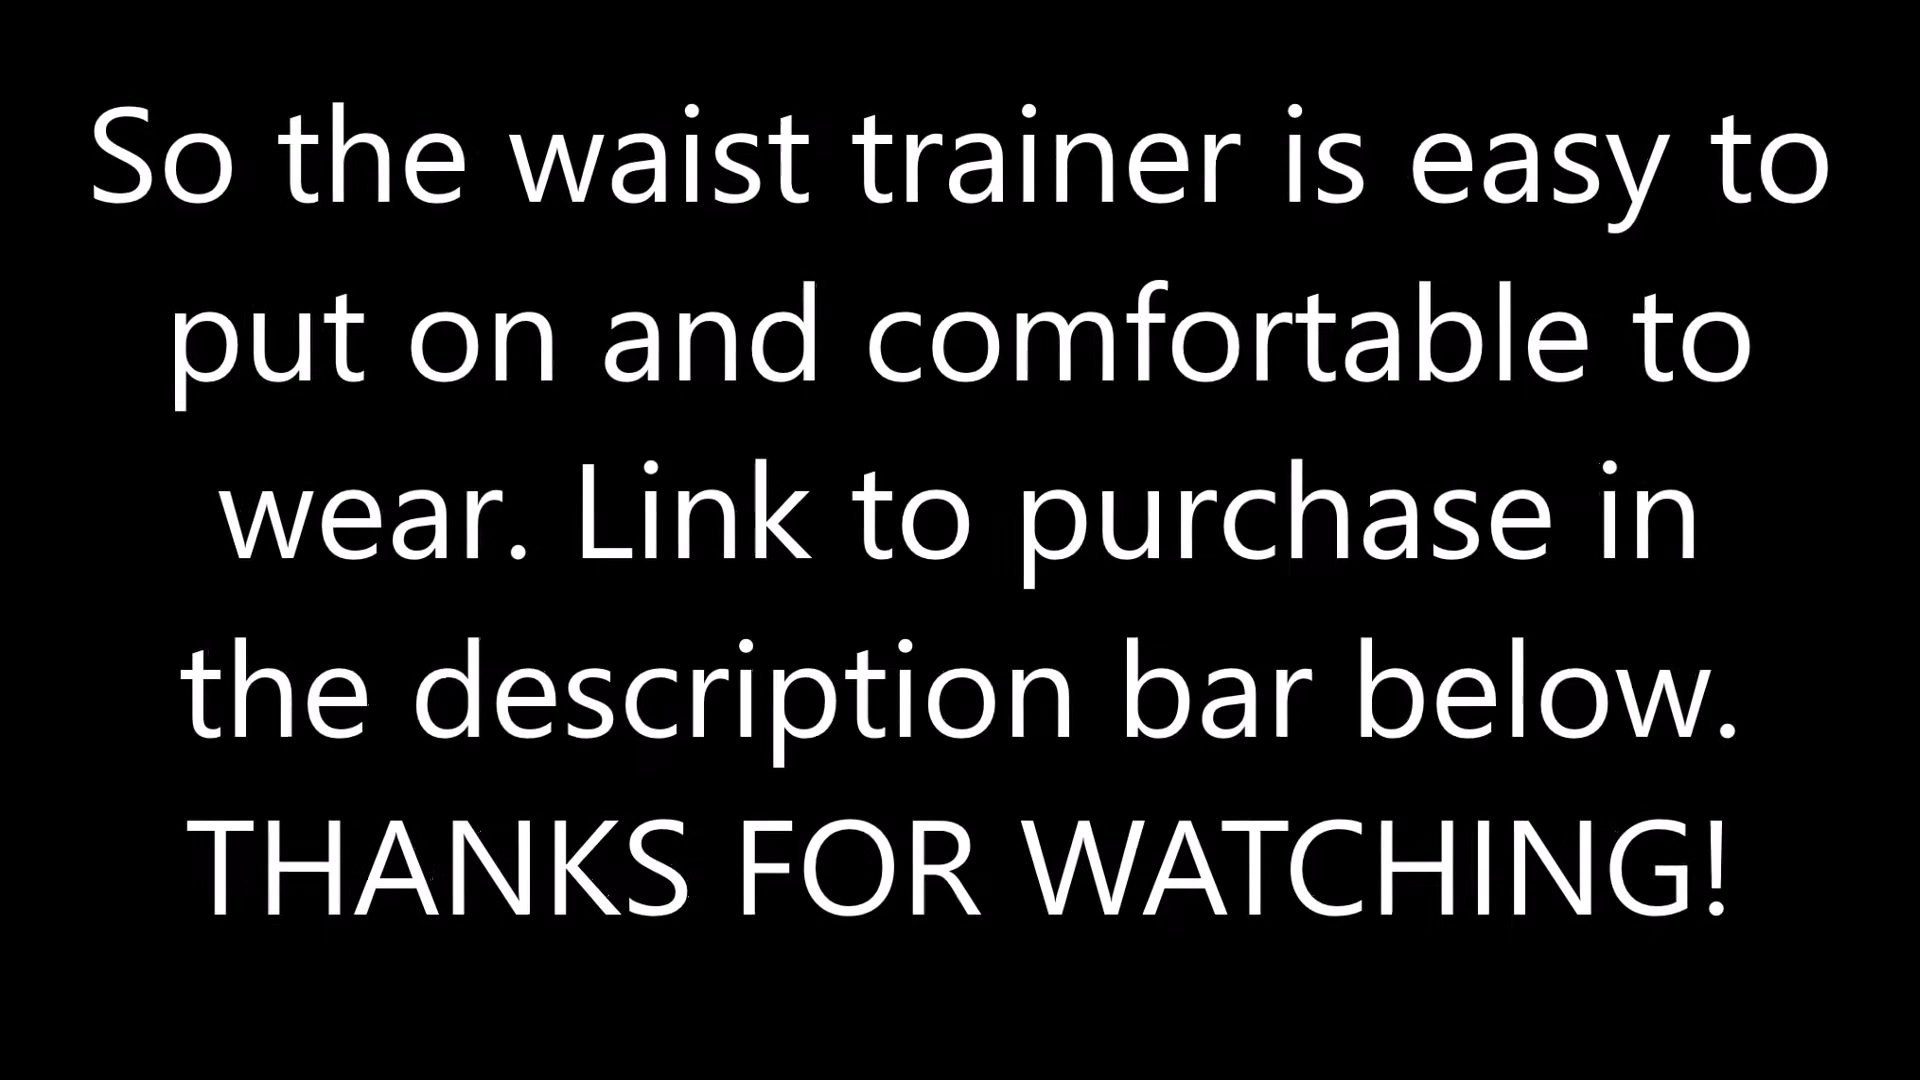 So the waist trainer is easy to
put on and comfortable to
wear. Link to purchase in
the description bar below.
THANKS FOR WATCHING!